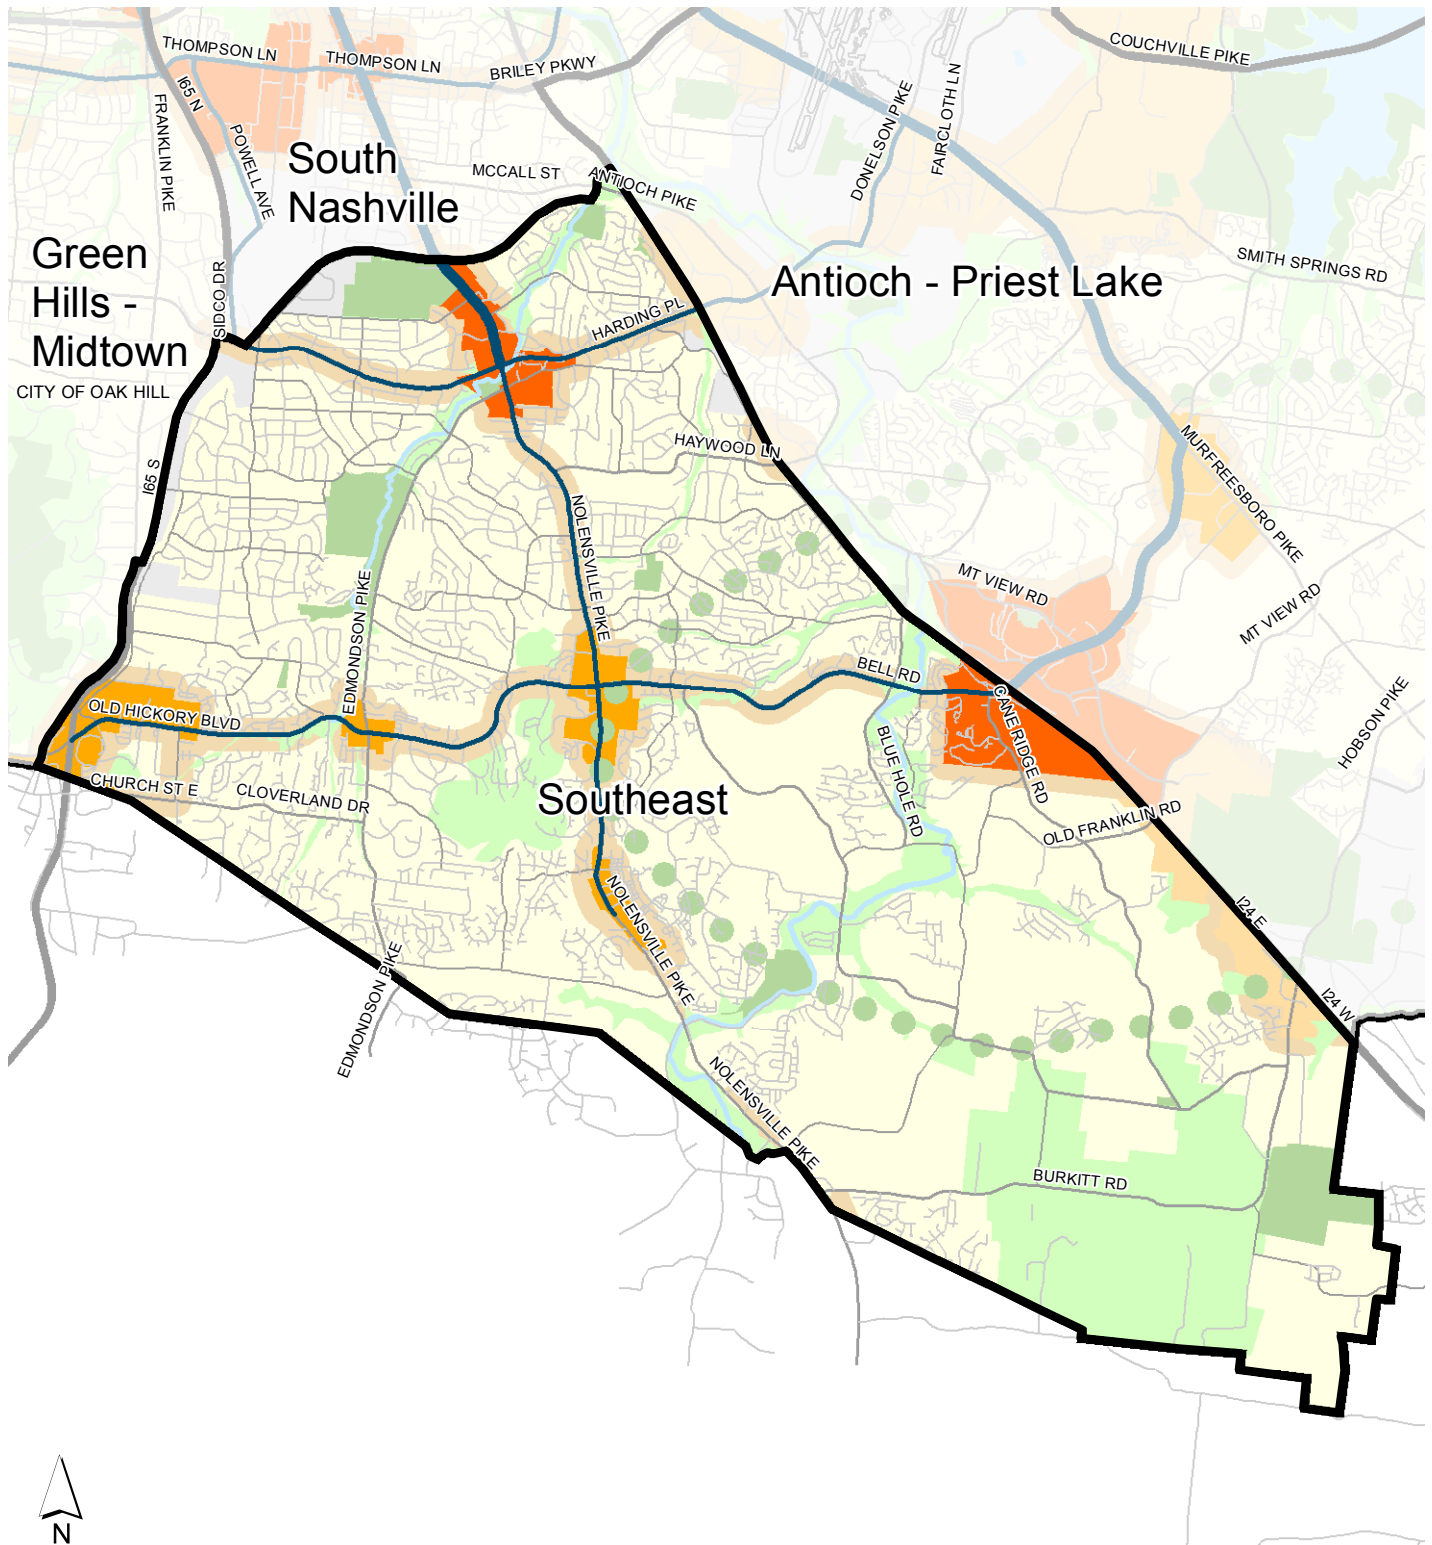 COUCHVILLE PIKE
THOMPSON LN
THOMPSON LN
BRILEY PKWY
I65 N
FRANKLIN PIKE
POWELL AVE
DONELSON PIKE
FAIRCLOTH LN
South
Nashville
MCCALL ST
ANTIOCH PIKE
Green
Hills -
Midtown
SIDCO DR
CITY OF OAK HILL
Antioch - Priest Lake
SMITH SPRINGS RD
HARDING PL
HAYWOOD LN
I65 S
MURFREESBORO PIKE
NOLENSVILLE PIKE
MT VIEW RD
MT VIEW RD
EDMONDSON PIKE
BELL RD
CANE RIDGE RD
HOBSON PIKE
OLD HICKORY BLVD
BLUE HOLE RD
CHURCH ST E
CLOVERLAND DR
Southeast
OLD FRANKLIN RD
NOLENSVILLE PIKE
I24 E
EDMONDSON PIKE
I24 W
NOLENSVILLE PIKE
BURKITT RD
N